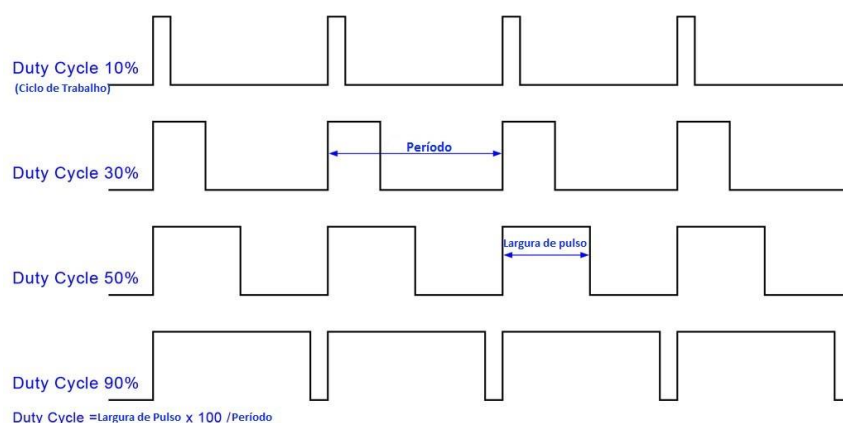 Duty Cycle 10%
(Ciclo de Trabalho)
Período
Duty Cycle 30%
Largura de pulso
Duty Cycle 50%
Duty Cycle 90%
Duty Cycle =Largura de Pulso x 100 /Período